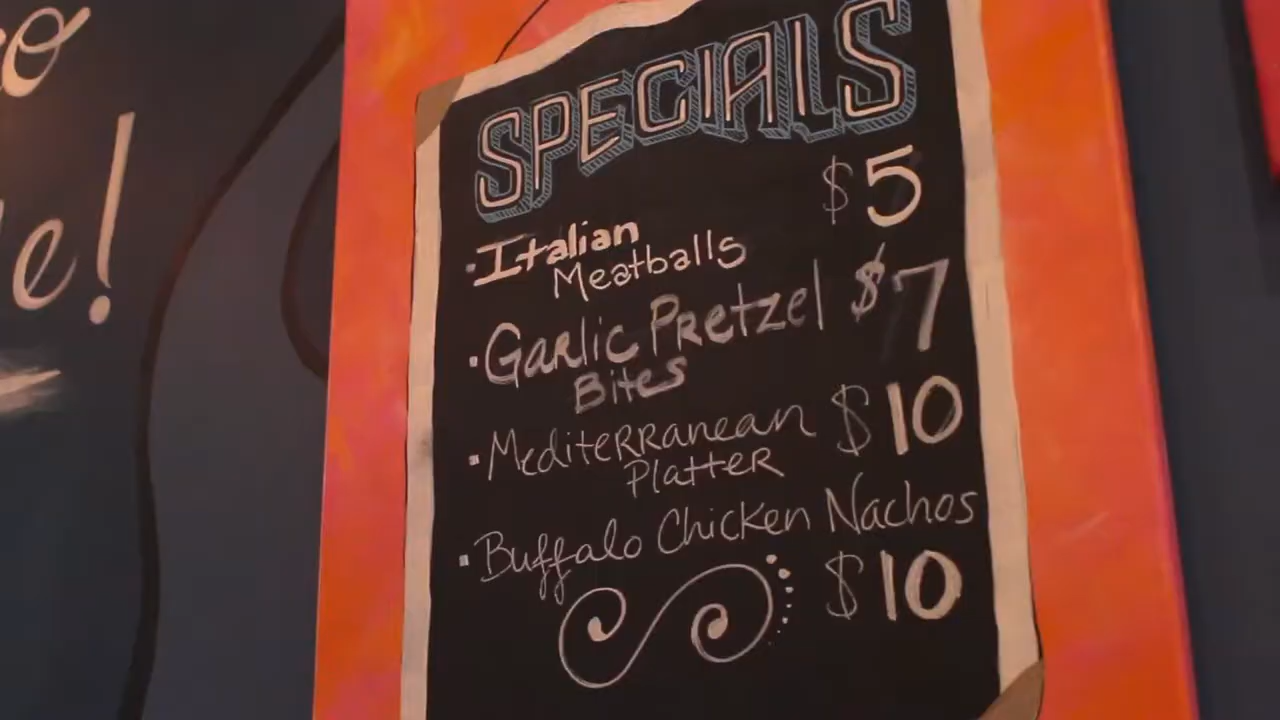 SPECIALS
$5
· Italian
Meatballs
· Garlic Pretzel $7
Bites
· Mediterranean $10
Platter
· Buffalo Chicken Nachos
$10